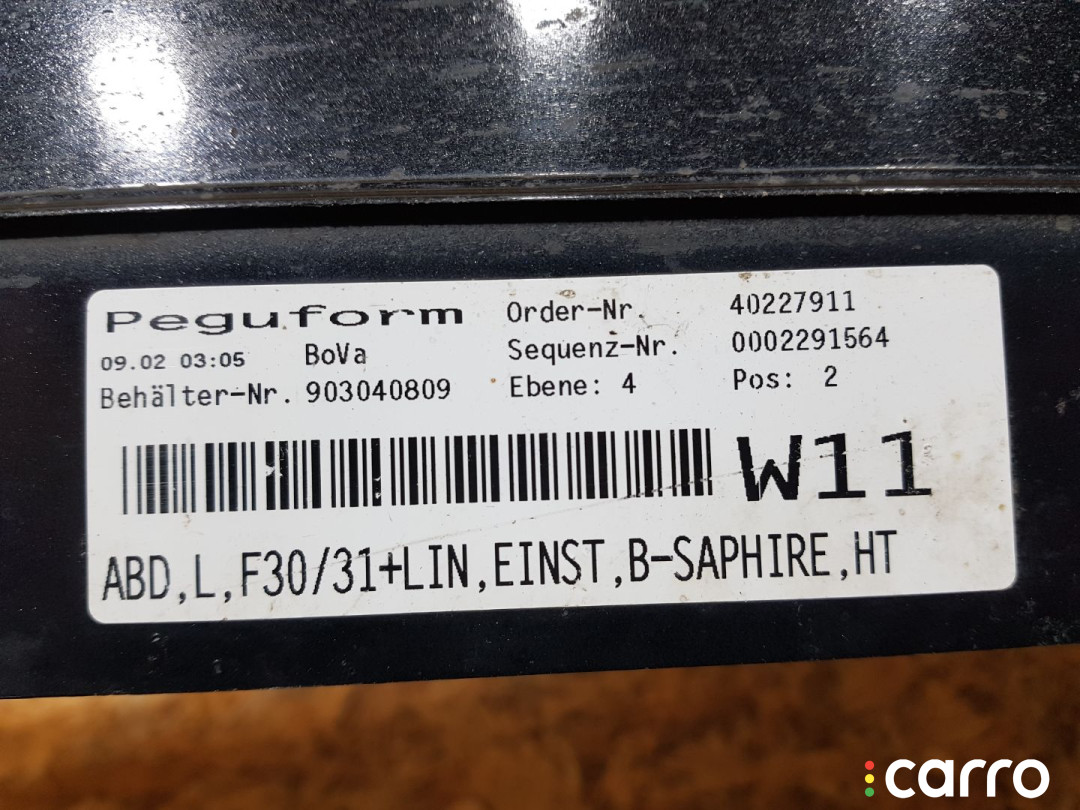 Peguform Order-Nr. 40227911
09.02 03:05 BoVa Sequenz-Nr. 0002291564
Behälter-Nr. 903040809 Ebene: 4 Pos: 2
W11
ABD,L,F30/31+LIN,EINST,B-SAPHIRE,HT
carro